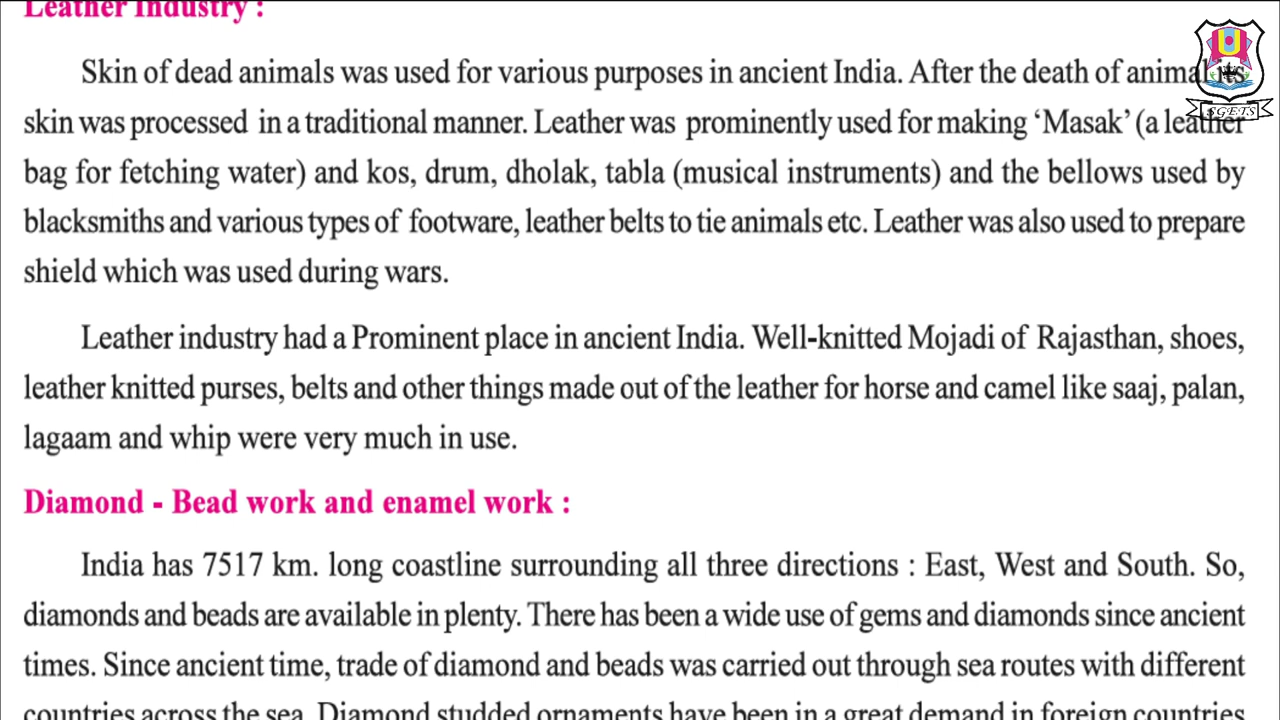 Leather Industry :
Skin of dead animals was used for various purposes in ancient India. After the death of animal its
skin was processed in a traditional manner. Leather was prominently used for making ‘Masak’ (a leather
bag for fetching water) and kos, drum, dholak, tabla (musical instruments) and the bellows used by
blacksmiths and various types of footware, leather belts to tie animals etc. Leather was also used to prepare
shield which was used during wars.
Leather industry had a Prominent place in ancient India. Well-knitted Mojadi of Rajasthan, shoes,
leather knitted purses, belts and other things made out of the leather for horse and camel like saaj, palan,
lagaam and whip were very much in use.
Diamond - Bead work and enamel work :
India has 7517 km. long coastline surrounding all three directions : East, West and South. So,
diamonds and beads are available in plenty. There has been a wide use of gems and diamonds since ancient
times. Since ancient time, trade of diamond and beads was carried out through sea routes with different
countries across the sea. Diamond studded ornaments have been in a great demand in foreign countries
SGETS